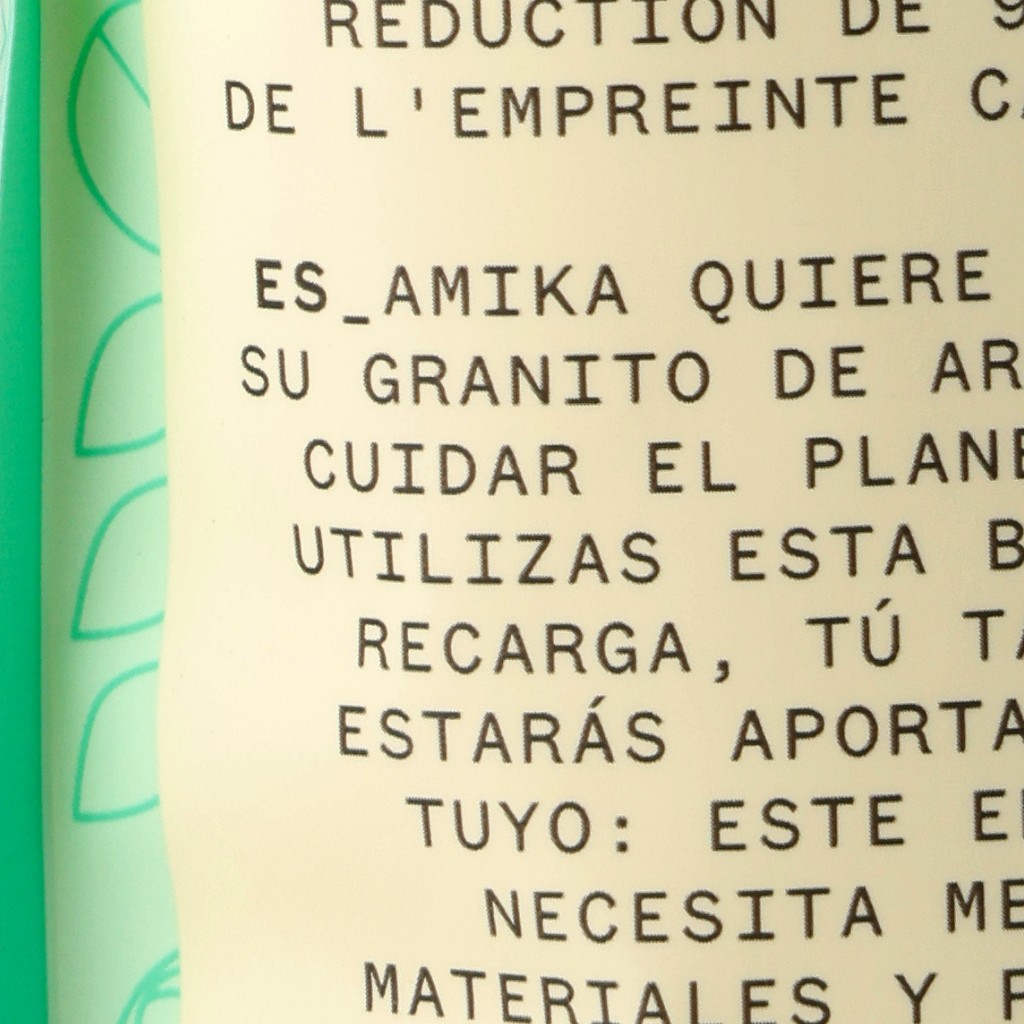 REDUCTION DE 9
DE L'EMPREINTE
ES_AMIKA QUIERE
SU GRANITO DE
CUIDAR EL
UTILIZAS ESTA
RECARGA, TÚ
ESTARÁS
TUYO: ESTE
NECESITA
MATERIALES Y